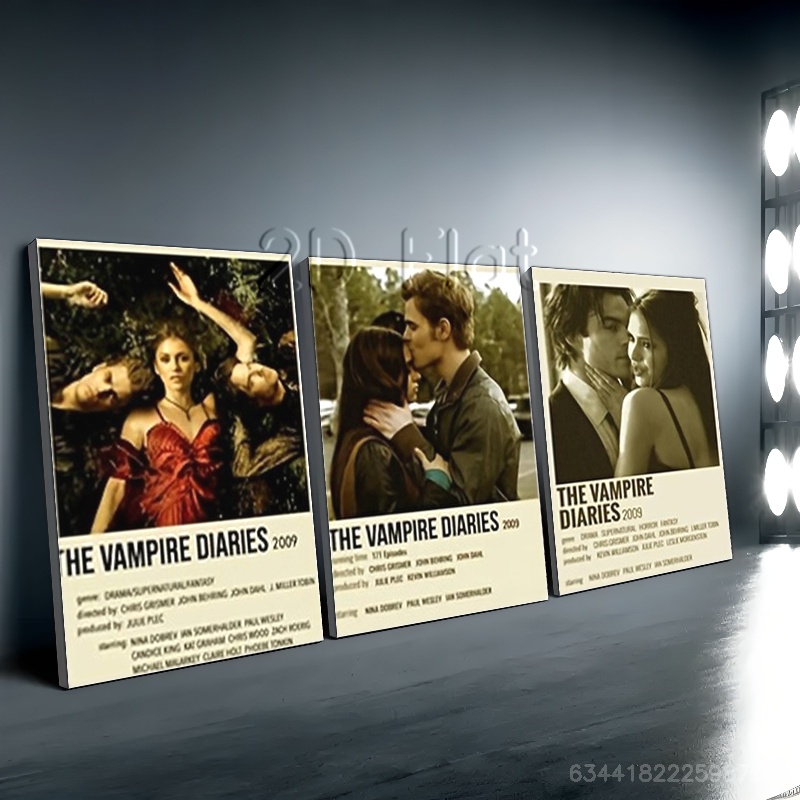 2D Flat
THE VAMPIRE DIARIES 2009
genre: DRAMA/SUPERNATURAL/FANTASY
directed by: CHRIS GRISMER JOHN BEHRING JOHN DAHL J. MILLER TOBIN
produced by: JULIE PLEC
starring: NINA DOBREV IAN SOMERHALDER PAUL WESLEY
CANDICE KING KAT GRAHAM CHRIS WOOD ZACH ROERIG
MICHAEL MALARKEY CLAIRE HOLT PHOEBE TONKIN
THE VAMPIRE DIARIES 2009
running time: 171 Episodes
directed by: CHRIS GRISMER JOHN BEHRING JOHN DAHL
produced by: JULIE PLEC KEVIN WILLIAMSON
starring: NINA DOBREV PAUL WESLEY IAN SOMERHALDER
THE VAMPIRE
DIARIES 2009
genre: DRAMA SUPERNATURAL HORROR FANTASY
directed by: CHRIS GRISMER JOHN DAHL JOHN BEHRING J.MILLER TOBIN
produced by: KEVIN WILLIAMSON JULIE PLEC LESLIE MORGENSTEIN
starring: NINA DOBREV PAUL WESLEY IAN SOMERHALDER